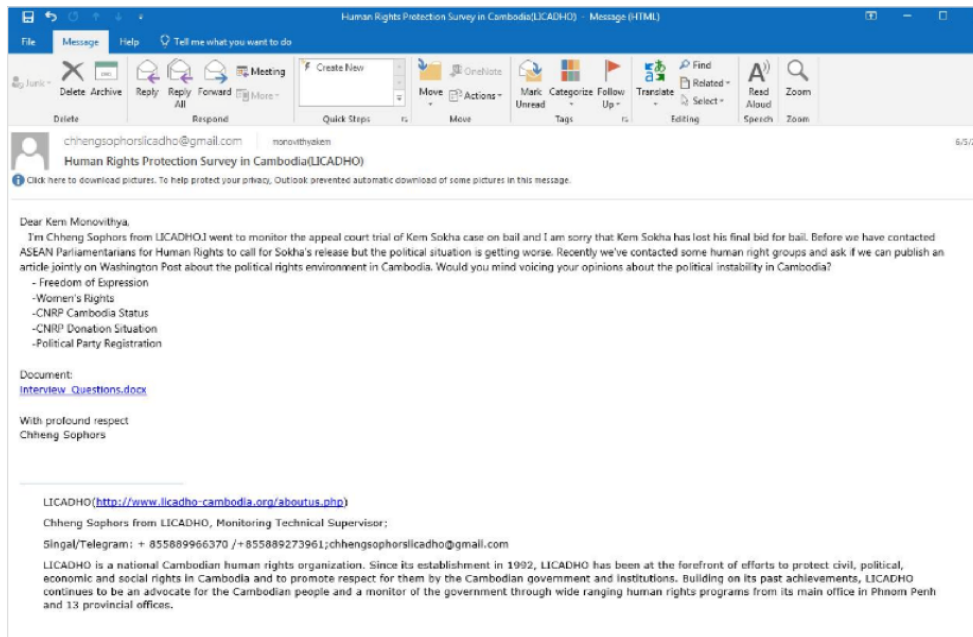 Human Rights Protection Survey in Cambodia(LICADHO) - Message (HTML)
File Message Help Tell me what you want to do
Junk
Delete Archive
Reply Reply All Forward
Meeting
More
Create New
Move
OneNote
Actions
Mark Unread Categorize Follow Up
Translate
Find
Related
Select
Read Aloud
Zoom
Delete Respond Quick Steps Move Tags Editing Speech Zoom
chhengsophorslicadho@gmail.com monovithyakem
6/5/2
Human Rights Protection Survey in Cambodia(LICADHO)
Click here to download pictures. To help protect your privacy, Outlook prevented automatic download of some pictures in this message.
Dear Kem Monovithya,
I'm Chheng Sophors from LICADHO.I went to monitor the appeal court trial of Kem Sokha case on bail and I am sorry that Kem Sokha has lost his final bid for bail. Before we have contacted
ASEAN Parliamentarians for Human Rights to call for Sokha's release but the political situation is getting worse. Recently we've contacted some human right groups and ask if we can publish an
article jointly on Washington Post about the political rights environment in Cambodia. Would you mind voicing your opinions about the political instability in Cambodia?
- Freedom of Expression
-Women's Rights
-CNRP Cambodia Status
-CNRP Donation Situation
-Political Party Registration
Document:
Interview_Questions.docx
With profound respect
Chheng Sophors
LICADHO(http://www.licadho-cambodia.org/aboutus.php)
Chheng Sophors from LICADHO, Monitoring Technical Supervisor;
Singal/Telegram: + 855889966370 /+855889273961;chhengsophorslicadho@gmail.com
LICADHO is a national Cambodian human rights organization. Since its establishment in 1992, LICADHO has been at the forefront of efforts to protect civil, political,
economic and social rights in Cambodia and to promote respect for them by the Cambodian government and institutions. Building on its past achievements, LICADHO
continues to be an advocate for the Cambodian people and a monitor of the government through wide ranging human rights programs from its main office in Phnom Penh
and 13 provincial offices.